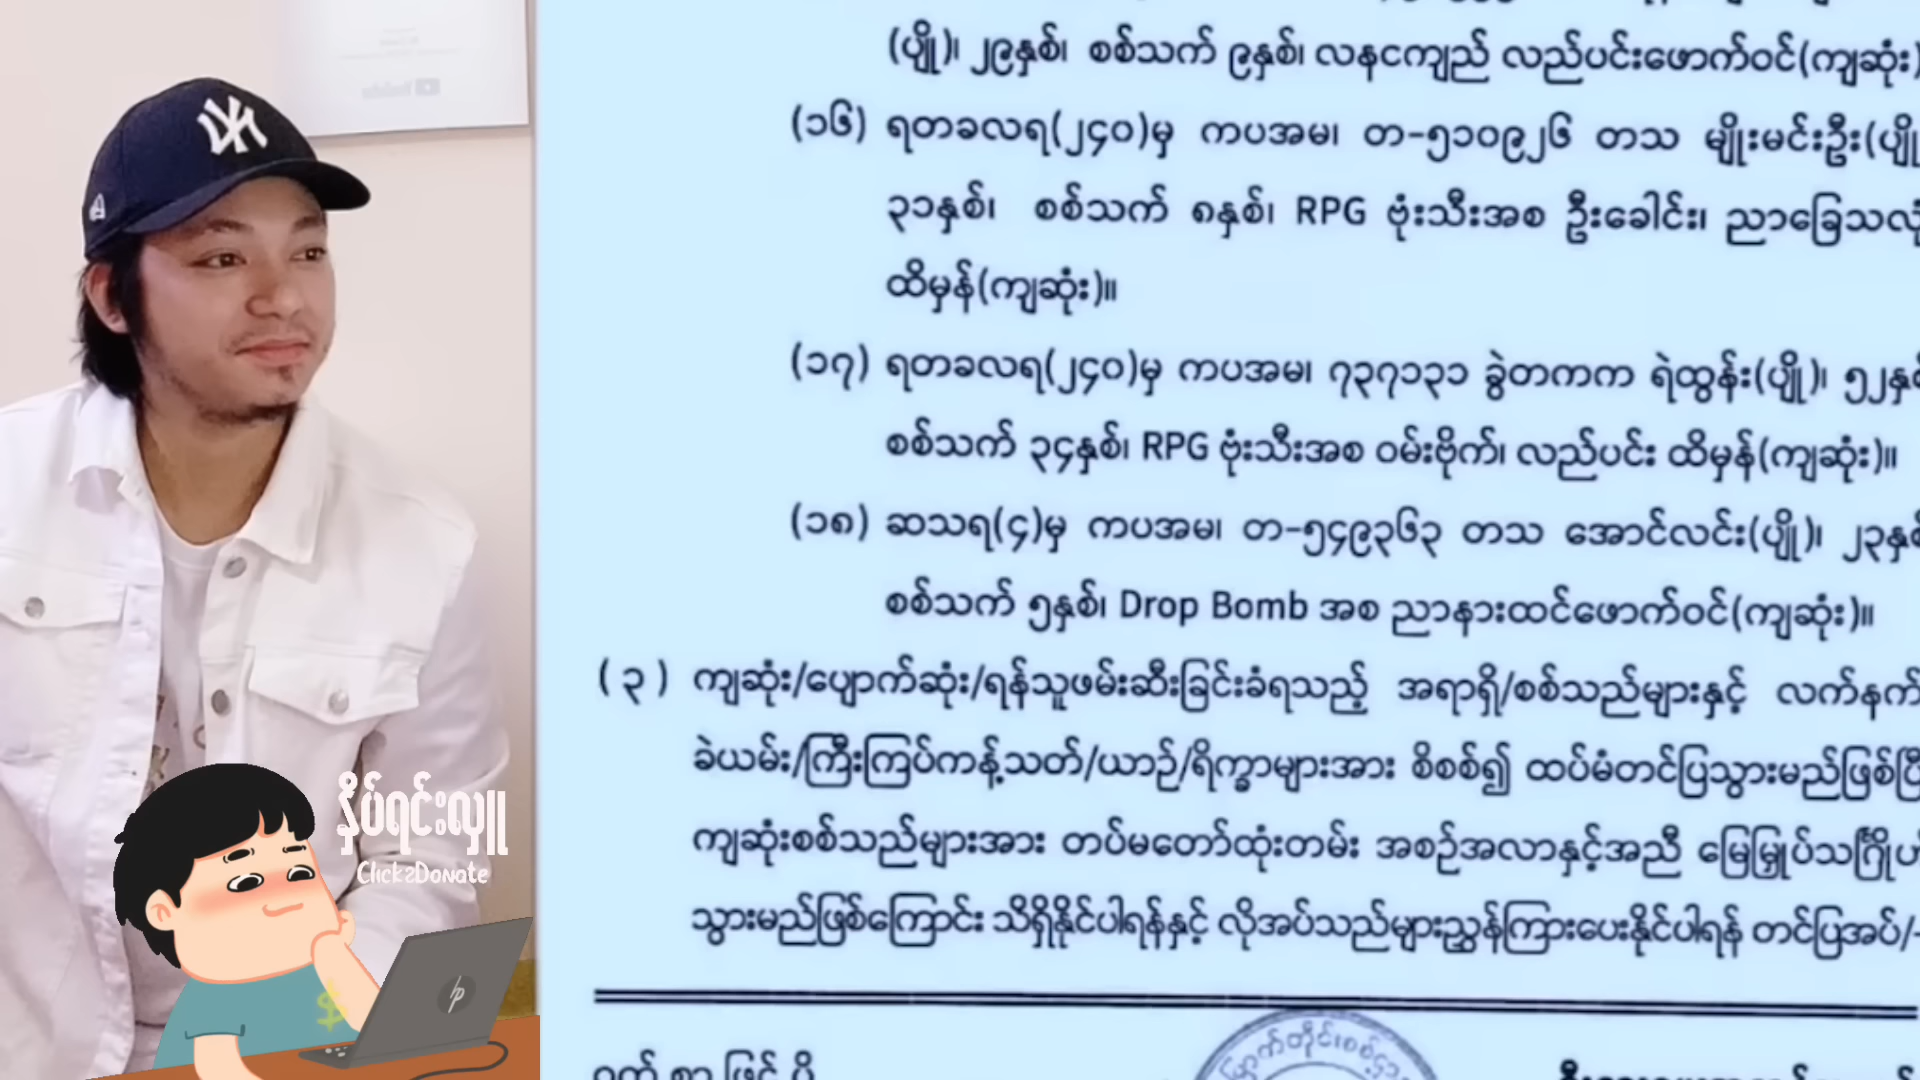 (ပျို)၊ ၂၉နှစ်၊ စစ်သက် ၉နှစ်၊ လနငကျည် လည်ပင်းဖောက်ဝင်(ကျဆုံး)
(၁၆) ရတခလရ(၂၄၀)မှ ကပအမ၊ တ-၅၁၀၉၂၆ တသ မျိုးမင်းဦး(ပျို
၃၁နှစ်၊ စစ်သက် ၈နှစ်၊ RPG ဗုံးသီးအစ ဦးခေါင်း၊ ညာခြေသလုံ
ထိမှန်(ကျဆုံး)။
(၁၇) ရတခလရ(၂၄၀)မှ ကပအမ၊ ၇၃၇၁၃၁ ခွဲတကက ရဲထွန်း(ပျို)၊ ၅၂နှစ်
စစ်သက် ၃၄နှစ်၊ RPG ဗုံးသီးအစ ဝမ်းဗိုက်၊ လည်ပင်း ထိမှန်(ကျဆုံး)။
(၁၈) ဆသရ(၄)မှ ကပအမ၊ တ-၅၄၉၃၆၃ တသ အောင်လင်း(ပျို)၊ ၂၃နှစ်
စစ်သက် ၅နှစ်၊ Drop Bomb အစ ညာနားထင်ဖောက်ဝင်(ကျဆုံး)။
(၃) ကျဆုံး/ပျောက်ဆုံး/ရန်သူဖမ်းဆီးခြင်းခံရသည့် အရာရှိ/စစ်သည်များနှင့် လက်နက်
ခဲယမ်း/ကြီးကြပ်ကန့်သတ်/ယာဉ်/ရိက္ခာများအား စိစစ်၍ ထပ်မံတင်ပြသွားမည်ဖြစ်ပြီ
ကျဆုံးစစ်သည်များအား တပ်မတော်ထုံးတမ်း အစဉ်အလာနှင့်အညီ မြေမြှုပ်သင်္ဂြိုဟ်
သွားမည်ဖြစ်ကြောင်း သိရှိနိုင်ပါရန်နှင့် လိုအပ်သည်များညွှန်ကြားပေးနိုင်ပါရန် တင်ပြအပ်/-
နှိပ်ရင်းလှူ
Click2Donate
hp